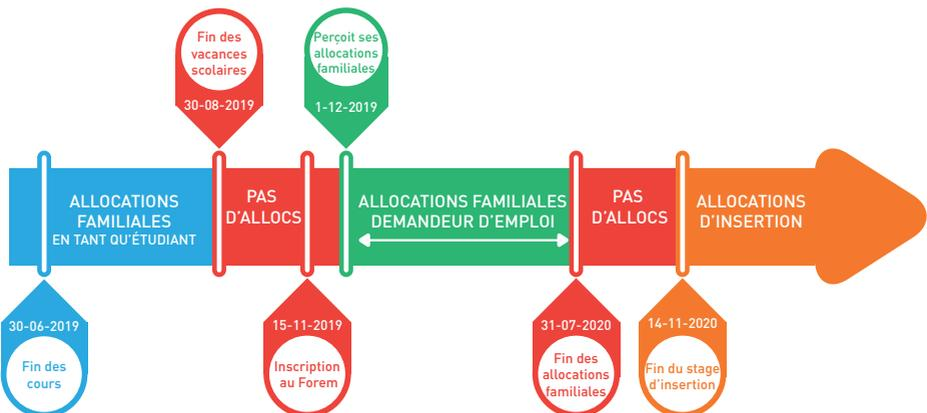 Fin des
vacances
scolaires
30-08-2019
Perçoit ses
allocations
familiales
1-12-2019
ALLOCATIONS
FAMILIALES
EN TANT QU'ÉTUDIANT
PAS
D'ALLOCS
ALLOCATIONS FAMILIALES
DEMANDEUR D'EMPLOI
PAS
D'ALLOCS
ALLOCATIONS
D'INSERTION
30-06-2019
Fin des
cours
15-11-2019
Inscription
au Forem
31-07-2020
Fin des
allocations
familiales
14-11-2020
Fin du stage
d'insertion